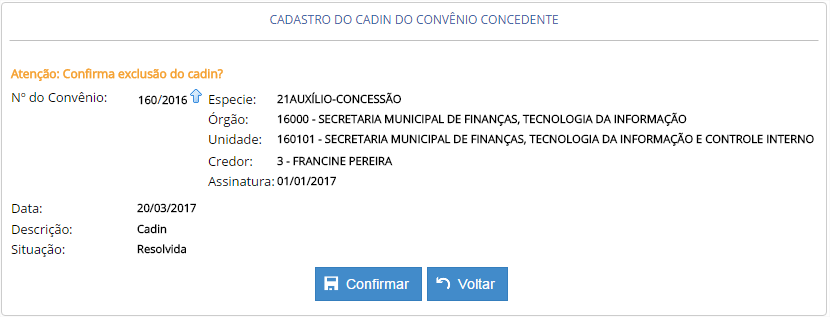 CADASTRO DO CADIN DO CONVÊNIO CONCEDENTE
Atenção: Confirma exclusão do cadin?
Nº do Convênio: 160/2016 Especie: 21AUXÍLIO-CONCESSÃO
Órgão: 16000 - SECRETARIA MUNICIPAL DE FINANÇAS, TECNOLOGIA DA INFORMAÇÃO
Unidade: 160101 - SECRETARIA MUNICIPAL DE FINANÇAS, TECNOLOGIA DA INFORMAÇÃO E CONTROLE INTERNO
Credor: 3 - FRANCINE PEREIRA
Assinatura: 01/01/2017
Data: 20/03/2017
Descrição: Cadin
Situação: Resolvida
Confirmar Voltar